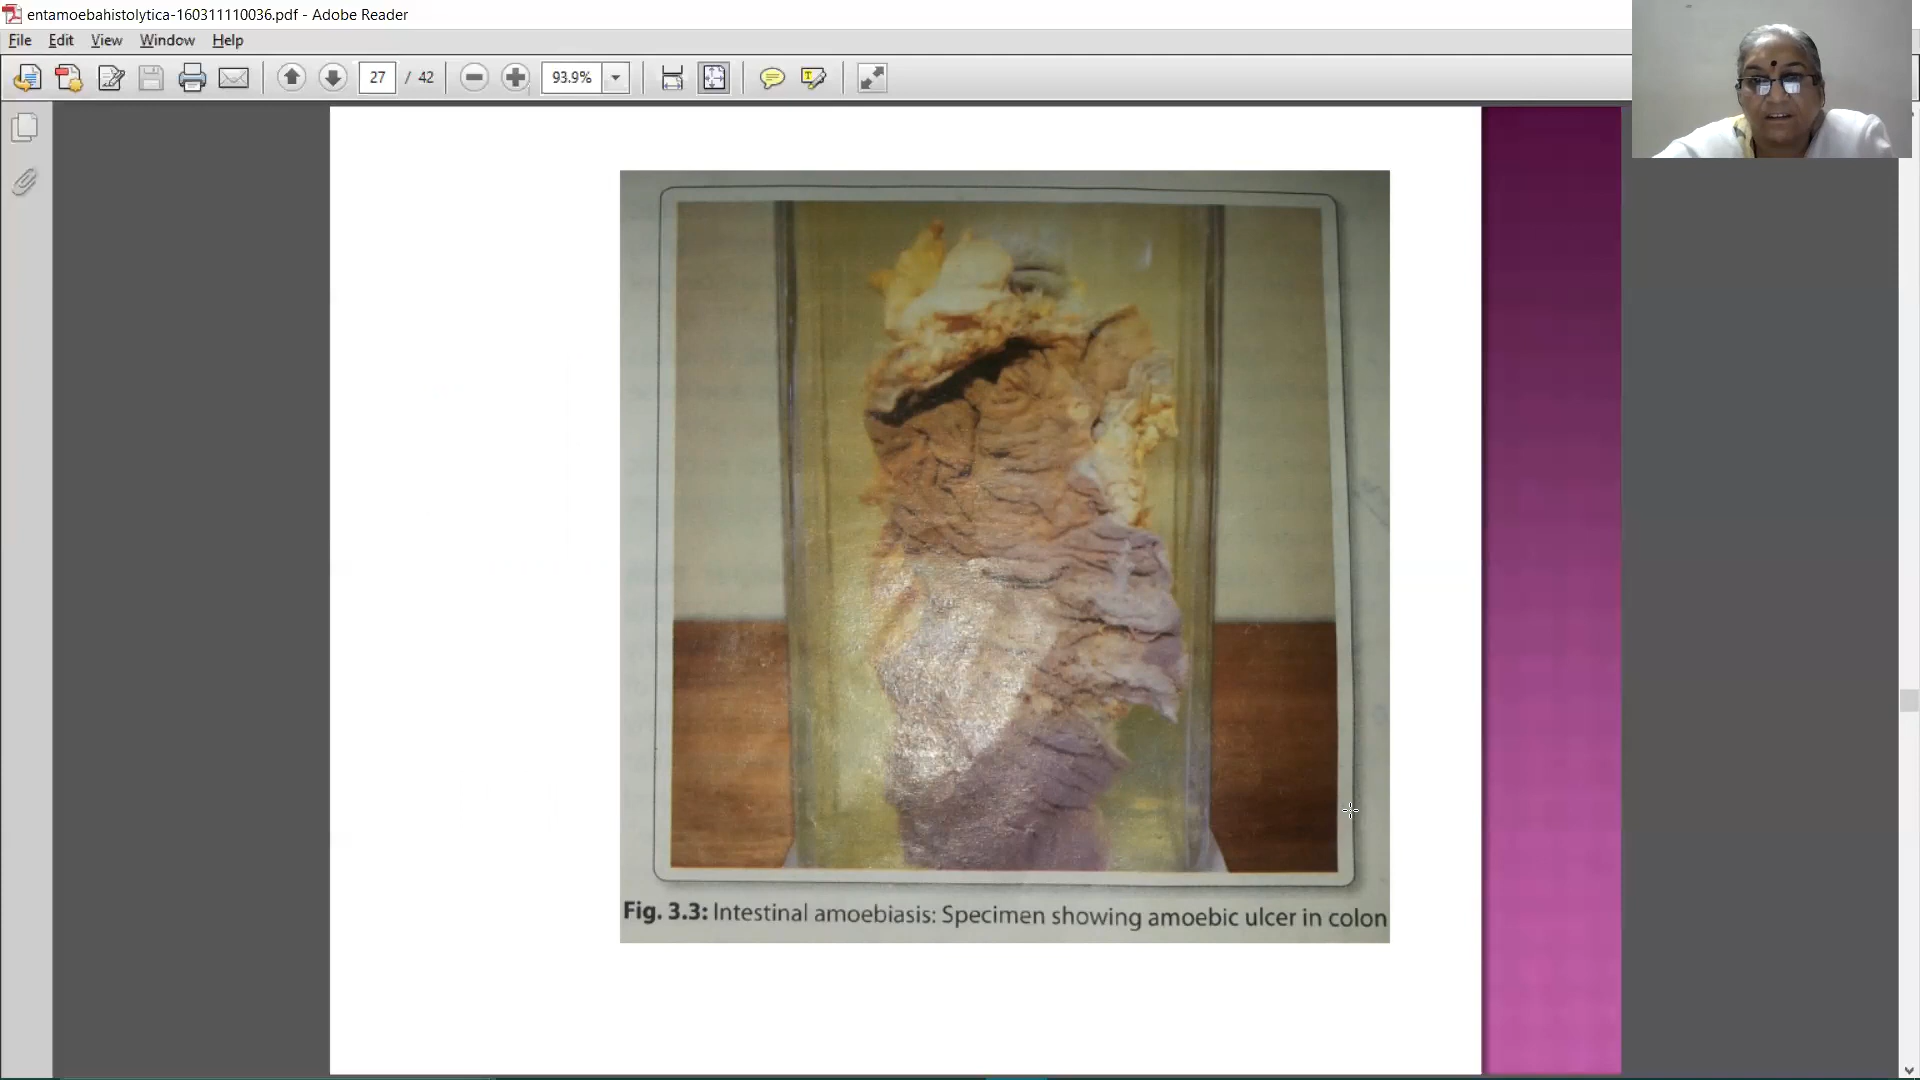 entamoebahistolytica-160311110036.pdf - Adobe Reader
File Edit View Window Help
27 / 42 93.9%
Fig. 3.3: Intestinal amoebiasis: Specimen showing amoebic ulcer in colon